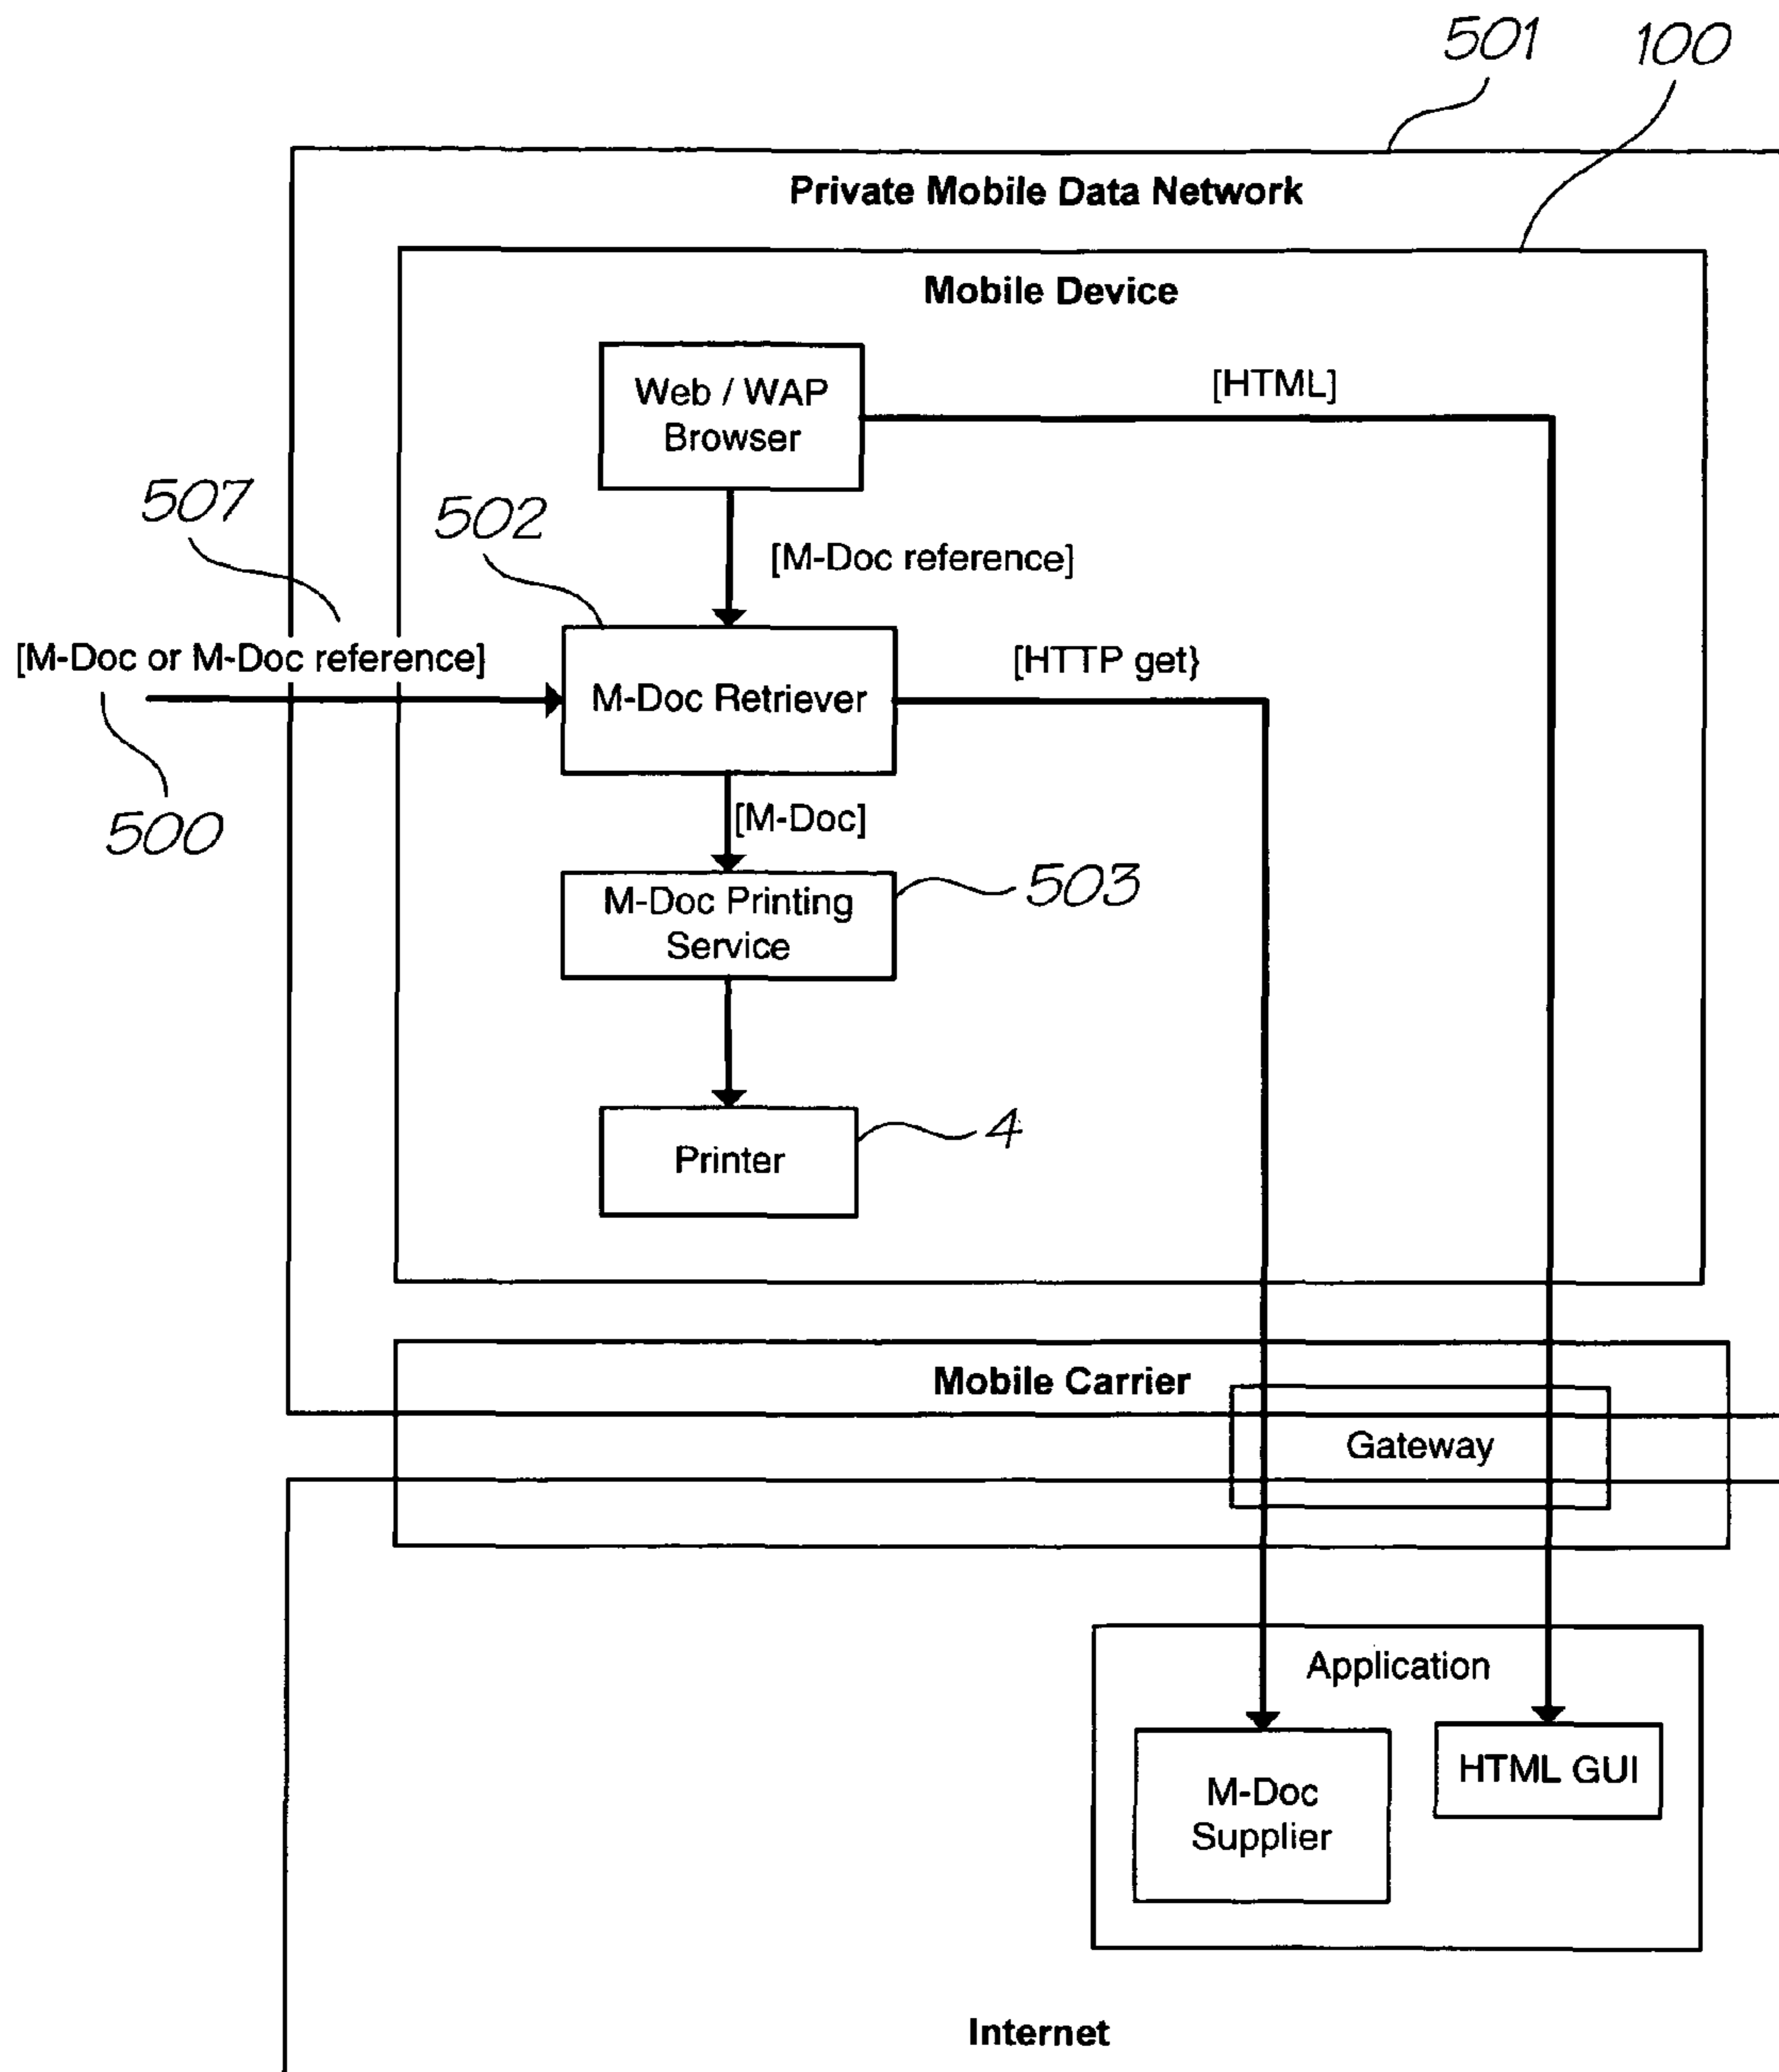 501
100
Private Mobile Data Network
Mobile Device
Web / WAP
Browser
[HTML]
507
502
[M-Doc reference]
[M-Doc or M-Doc reference]
M-Doc Retriever
[HTTP get}
500
[M-Doc]
M-Doc Printing
Service
503
Printer
4
Mobile Carrier
Gateway
Application
M-Doc
Supplier
HTML GUI
Internet